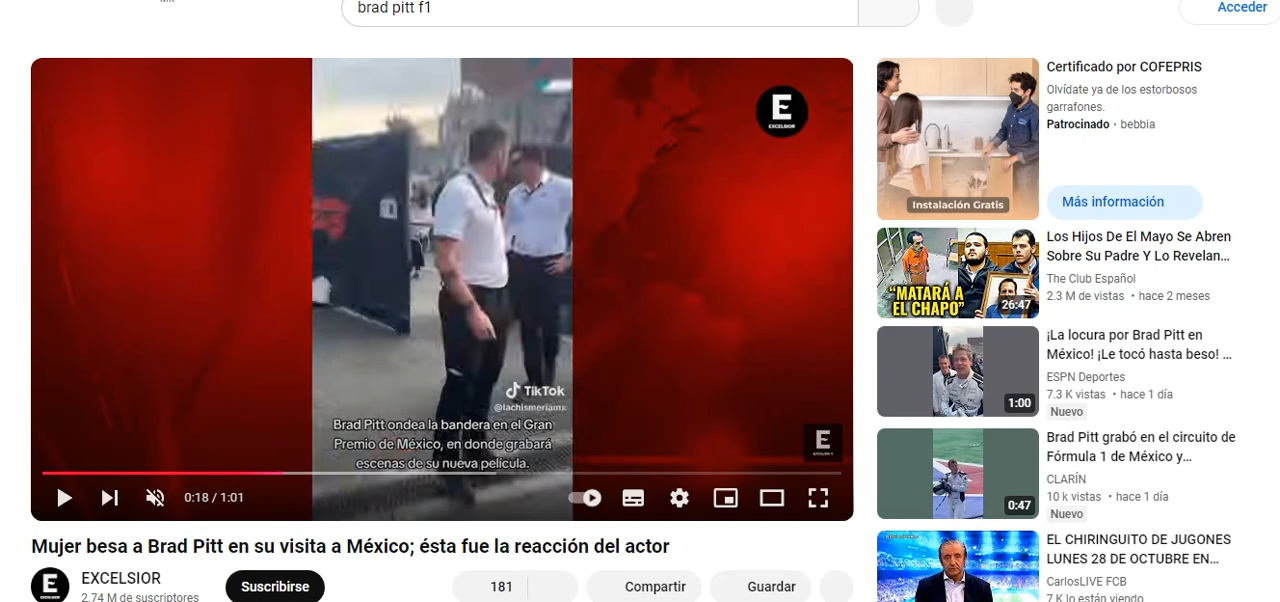 MX
brad pitt f1
Acceder
E
EXCELSIOR
TikTok
@lachismeriamx
Brad Pitt ondea la bandera en el Gran
Premio de México, en donde grabará
escenas de su nueva película.
E
EXCELSIOR
0:18 / 1:01
Mujer besa a Brad Pitt en su visita a México; ésta fue la reacción del actor
E
EXCELSIOR
EXCELSIOR
2.74 M de suscriptores
Suscribirse
181
Compartir
Guardar
Instalación Gratis
Certificado por COFEPRIS
Olvídate ya de los estorbosos
garrafones.
Patrocinado · bebbia
Más información
"MATARÁ A
EL CHAPO"
26:47
Los Hijos De El Mayo Se Abren
Sobre Su Padre Y Lo Revelan...
The Club Español
2.3 M de vistas • hace 2 meses
1:00
¡La locura por Brad Pitt en
México! ¡Le tocó hasta beso! ...
ESPN Deportes
7.3 K vistas • hace 1 día
Nuevo
0:47
Brad Pitt grabó en el circuito de
Fórmula 1 de México y...
CLARÍN
10 k vistas • hace 1 día
Nuevo
EL CHIRINGUITO DE JUGONES
LUNES 28 DE OCTUBRE EN...
CarlosLIVE FCB
7 K lo están viendo